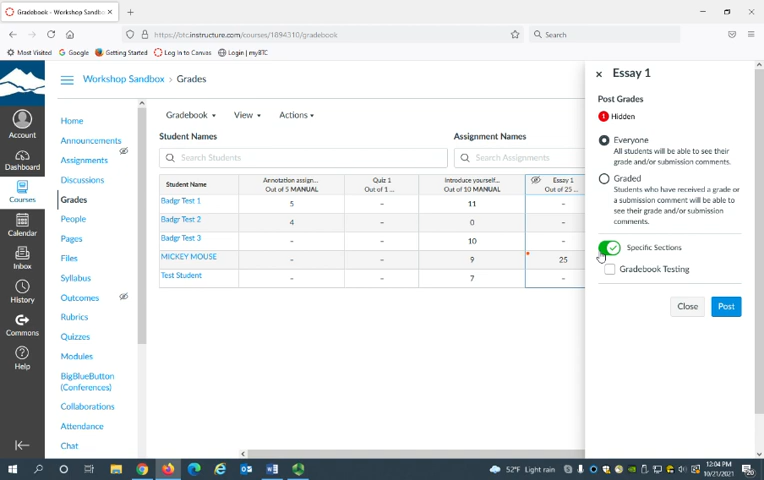 Gradebook - Workshop Sandbox
https://btc.instructure.com/courses/1894310/gradebook
Search
Most Visited
Google
Getting Started
Log In to Canvas
Login | myBTC
Account
Dashboard
Courses
Calendar
Inbox
History
Commons
Help
Workshop Sandbox > Grades
Home
Announcements
Assignments
Discussions
Grades
People
Pages
Files
Syllabus
Outcomes
Rubrics
Quizzes
Modules
BigBlueButton
(Conferences)
Collaborations
Attendance
Chat
Gradebook
View
Actions
Student Names
Assignment Names
Search Students
Search Assignments
Student Name
Annotation assign...
Out of 5 MANUAL
Quiz 1
Out of 1 ...
Introduce yourself...
Out of 10 MANUAL
Essay 1
Out of 25 ...
Badgr Test 1 5 – 11 –
Badgr Test 2 4 – 0 –
Badgr Test 3 – – 10 –
MICKEY MOUSE – – 9 25
Test Student – – 7 –
Essay 1
Post Grades
1 Hidden
Everyone
All students will be able to see their
grade and/or submission comments.
Graded
Students who have received a grade or
a submission comment will be able to
see their grade and/or submission
comments.
Specific Sections
Gradebook Testing
Close
Post
52°F Light rain
12:04 PM
10/21/2021
20